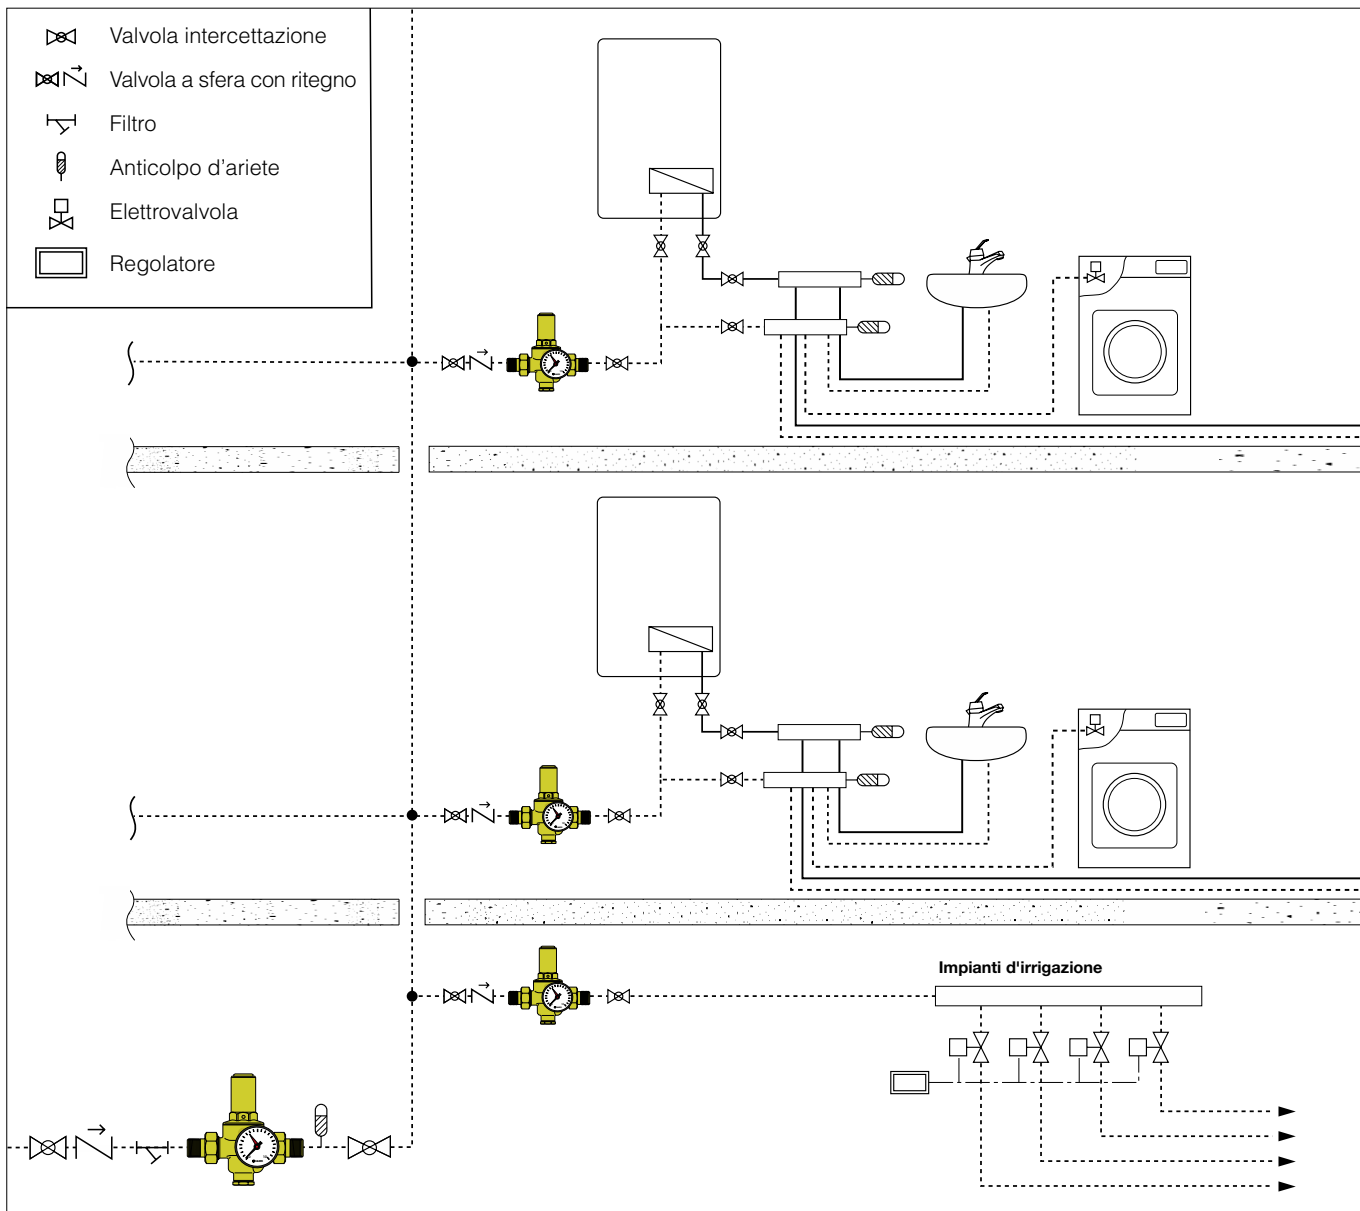 Valvola intercettazione
Valvola a sfera con ritegno
Filtro
Anticolpo d'ariete
Elettrovalvola
Regolatore
Impianti d'irrigazione